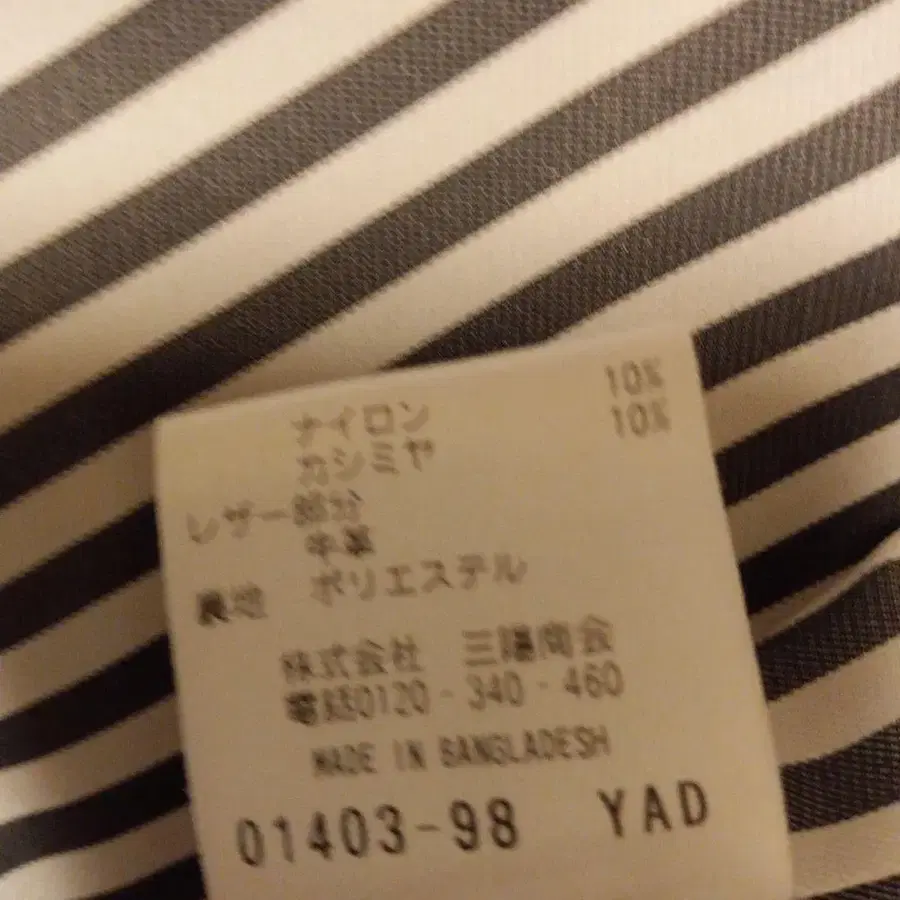 ナイロン 10%
カシミヤ 10%
レザー部分
牛革
裏地 ポリエステル
株式会社 三陽商会
電話0120-340-460
MADE IN BANGLADESH
01403-98 YAD